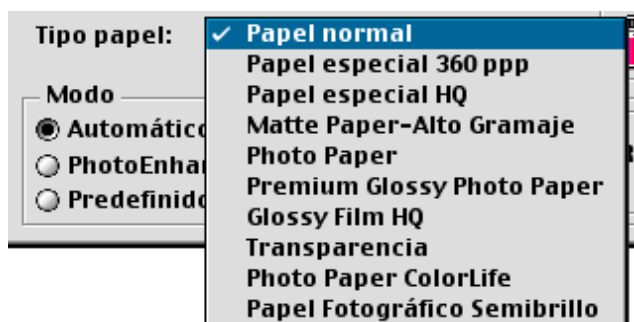 Tipo papel:
Papel normal
Papel especial 360 ppp
Papel especial HQ
Matte Paper-Alto Gramaje
Photo Paper
Premium Glossy Photo Paper
Glossy Film HQ
Transparencia
Photo Paper ColorLife
Papel Fotográfico Semibrillo
Modo
Automático
Predefinido